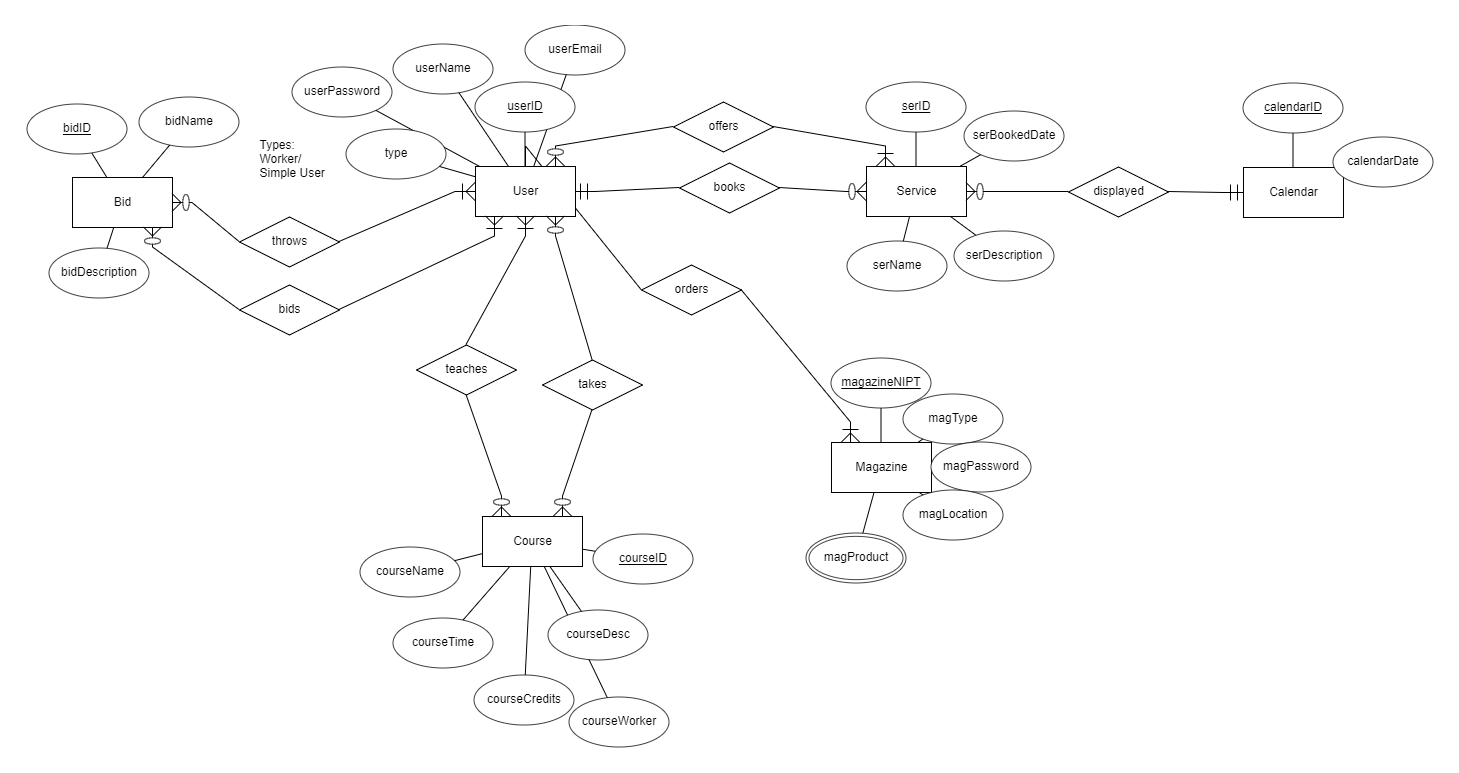 userEmail
userName
userPassword
userID
bidID
bidName
Types:
Worker/
Simple User
type
offers
serID
serBookedDate
calendarID
calendarDate
Bid
User
books
Service
displayed
Calendar
throws
bidDescription
serName
serDescription
bids
orders
teaches
takes
magazineNIPT
magType
Magazine
magPassword
magLocation
magProduct
Course
courseName
courseID
courseTime
courseDesc
courseCredits
courseWorker